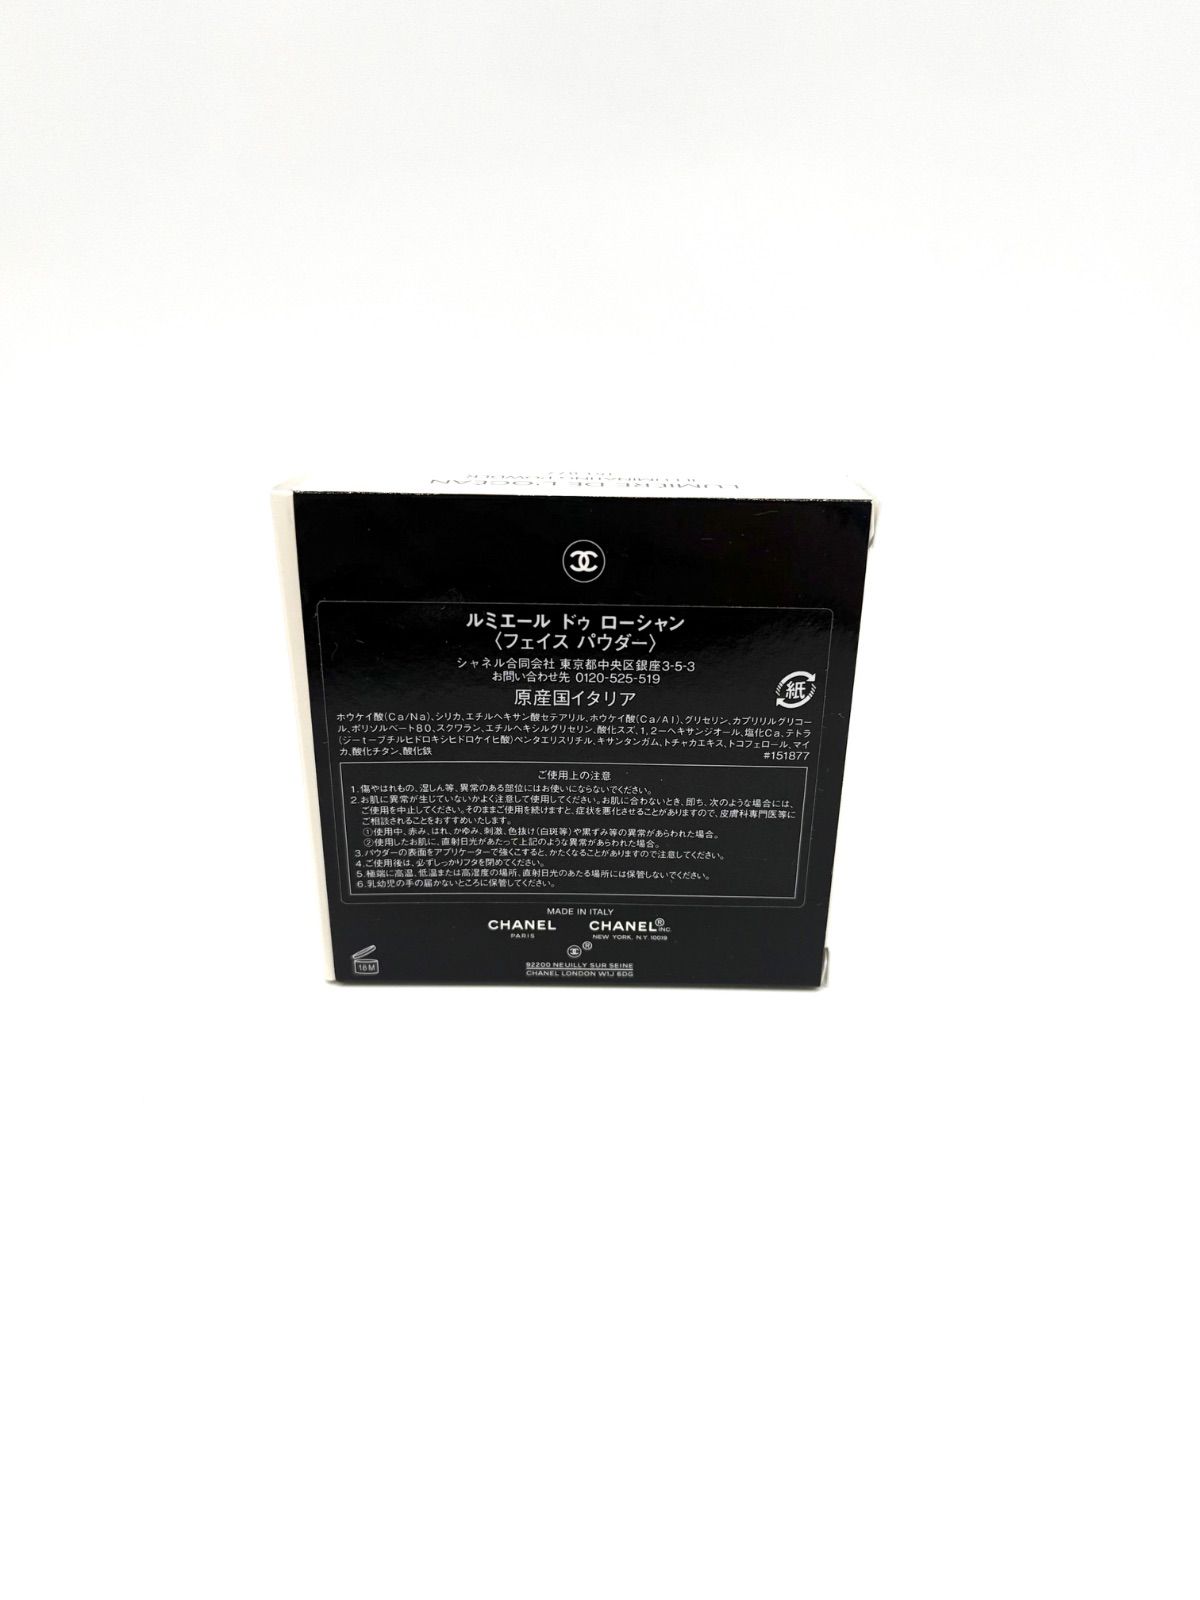 LUMIÈRE DE L'OCÉAN
ILLUMINATING POWDER
151.877
ルミエール ドゥ ローシャン
〈フェイス パウダー〉
シャネル合同会社 東京都中央区銀座3-5-3
お問い合わせ先 0120-525-519
原産国イタリア
紙
ホウケイ酸(Ca/Na)、シリカ、エチルヘキサン酸セテアリル、ホウケイ酸(Ca/Al)、グリセリン、カプリリルグリコー
ル、ポリソルベート80、スクワラン、エチルヘキシルグリセリン、酸化スズ、1,2-ヘキサンジオール、塩化Ca、テトラ
(ジ-t-ブチルヒドロキシヒドロケイヒ酸)ペンタエリスリチル、キサンタンガム、トチャカエキス、トコフェロール、マイ
カ、酸化チタン、酸化鉄
#151877
ご使用上の注意
1.傷やはれもの、湿しん等、異常のある部位にはお使いにならないでください。
2.お肌に異常が生じていないかよく注意して使用してください。お肌に合わないとき、即ち、次のような場合には、
ご使用を中止してください。そのままご使用を続けますと、症状を悪化させることがありますので、皮膚科専門医等に
ご相談されることをおすすめいたします。
①使用中、赤み、はれ、かゆみ、刺激、色抜け(白斑等)や黒ずみ等の異常があらわれた場合。
②使用したお肌に、直射日光があたって上記のような異常があらわれた場合。
3.パウダーの表面をアプリケーターで強くこすると、かたくなることがありますので注意してください。
4.ご使用後は、必ずしっかりフタを閉めてください。
5.極端に高温、低温または高湿度の場所、直射日光のあたる場所には保管しないでください。
6.乳幼児の手の届かないところに保管してください。
MADE IN ITALY
CHANEL CHANEL® INC.
PARIS NEW YORK, N.Y. 10019
®
18M
92200 NEUILLY SUR SEINE
CHANEL LONDON W1J 6DG